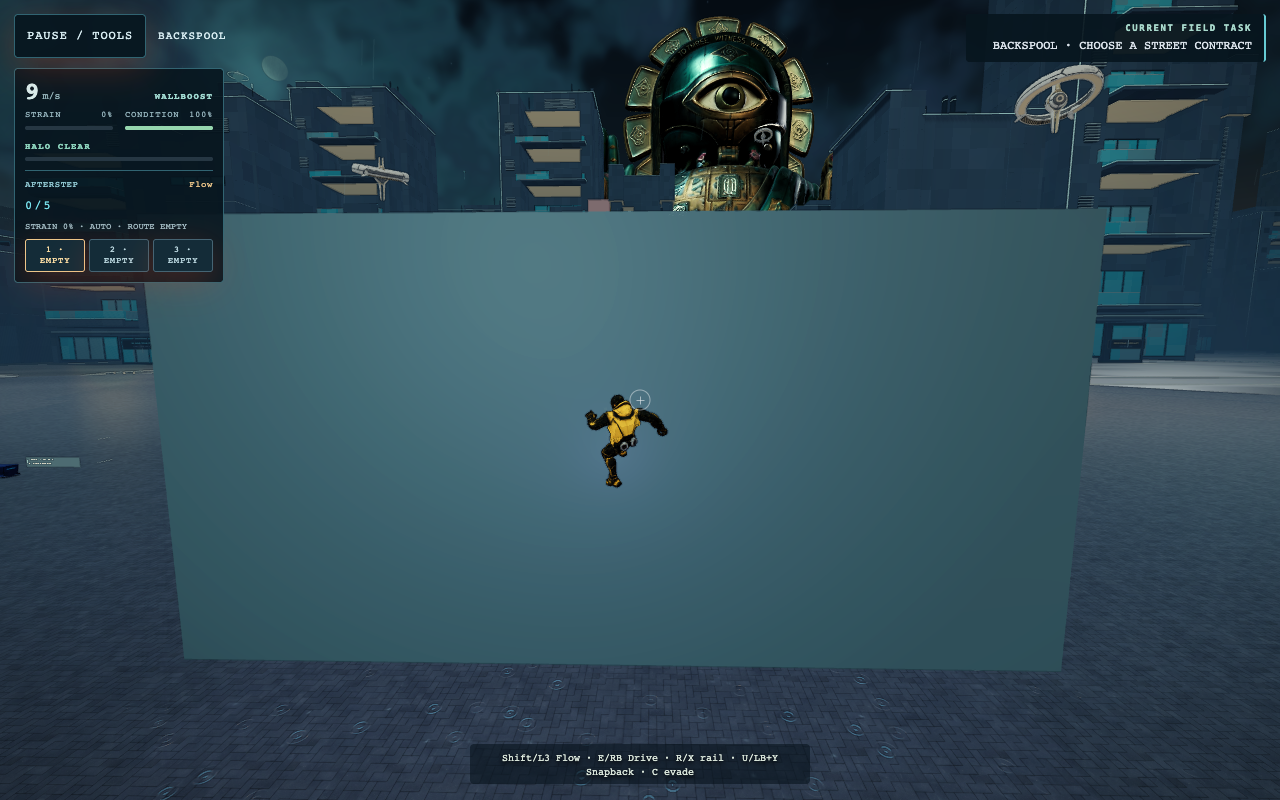 PAUSE / TOOLS
BACKSPOOL
CURRENT FIELD TASK
BACKSPOOL · CHOOSE A STREET CONTRACT
9 m/s
WALLBOOST
STRAIN 0%
CONDITION 100%
HALO CLEAR
AFTERSTEP
Flow
0/5
STRAIN 0% · AUTO · ROUTE EMPTY
1 · EMPTY
2 · EMPTY
3 · EMPTY
Shift/L3 Flow · E/RB Drive · R/X rail · U/LB+Y
Snapback · C evade